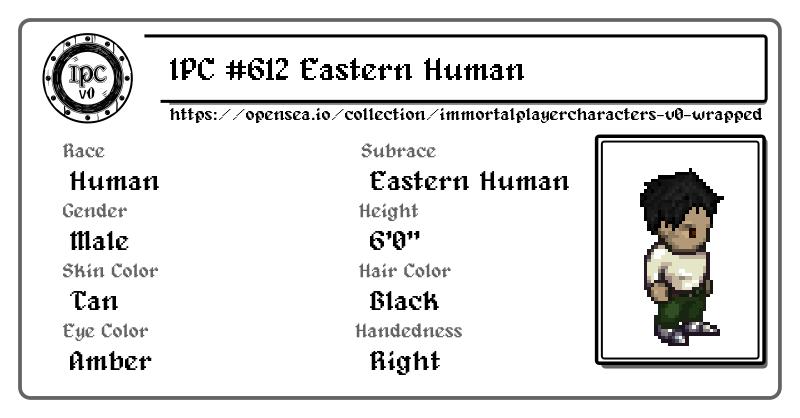 IPC
v0
IPC #612 Eastern Human
https://opensea.io/collection/immortalplayercharacters-v0-wrapped
Race
Subrace
Human
Eastern Human
Gender
Height
Male
6'0"
Skin Color
Hair Color
Tan
Black
Eye Color
Handedness
Amber
Right